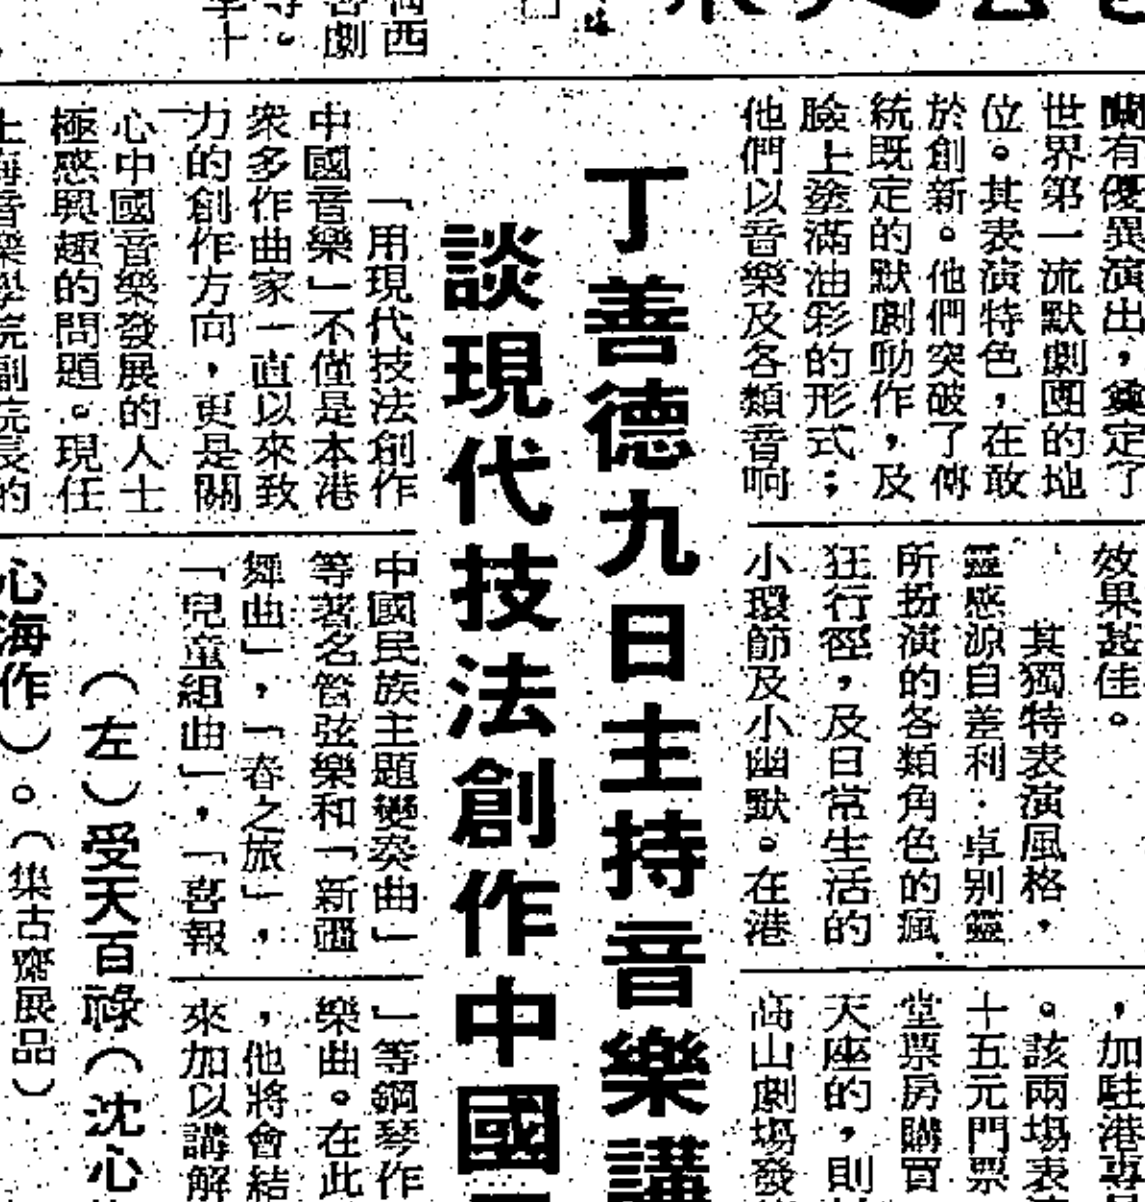 蘭有優異演出，奠定了
世界第一流默劇團的地
位。其表演特色，在敢
於創新。他們突破了傳
統既定的默劇動作，及
臉上塗滿油彩的形式；
他們以音樂及各類音响
效果甚佳。
其獨特表演風格，
靈感源自差利．卓別靈
所扮演的各類角色的瘋
狂行徑，及日常生活的
小環節及小幽默。在港
，加駐港專
。該兩場表
十五元門票
堂票房購買
天座的，則
高山劇場發
丁善德九日主持音樂講
談現代技法創作中國
「用現代技法創作
中國音樂」不僅是本港
衆多作曲家一直以來致
力的創作方向，更是關
心中國音樂發展的人士
極感興趣的問題。現任
上海音樂學院副院長的
中國民族主題變奏曲」
等著名管弦樂和「新疆
舞曲」，「春之旅」，
「兒童組曲」，「喜報
」等鋼琴作
樂曲。在此
，他將會結
來加以講解
（左）受天百祿（沈心
心海作）。（集古齋展品）